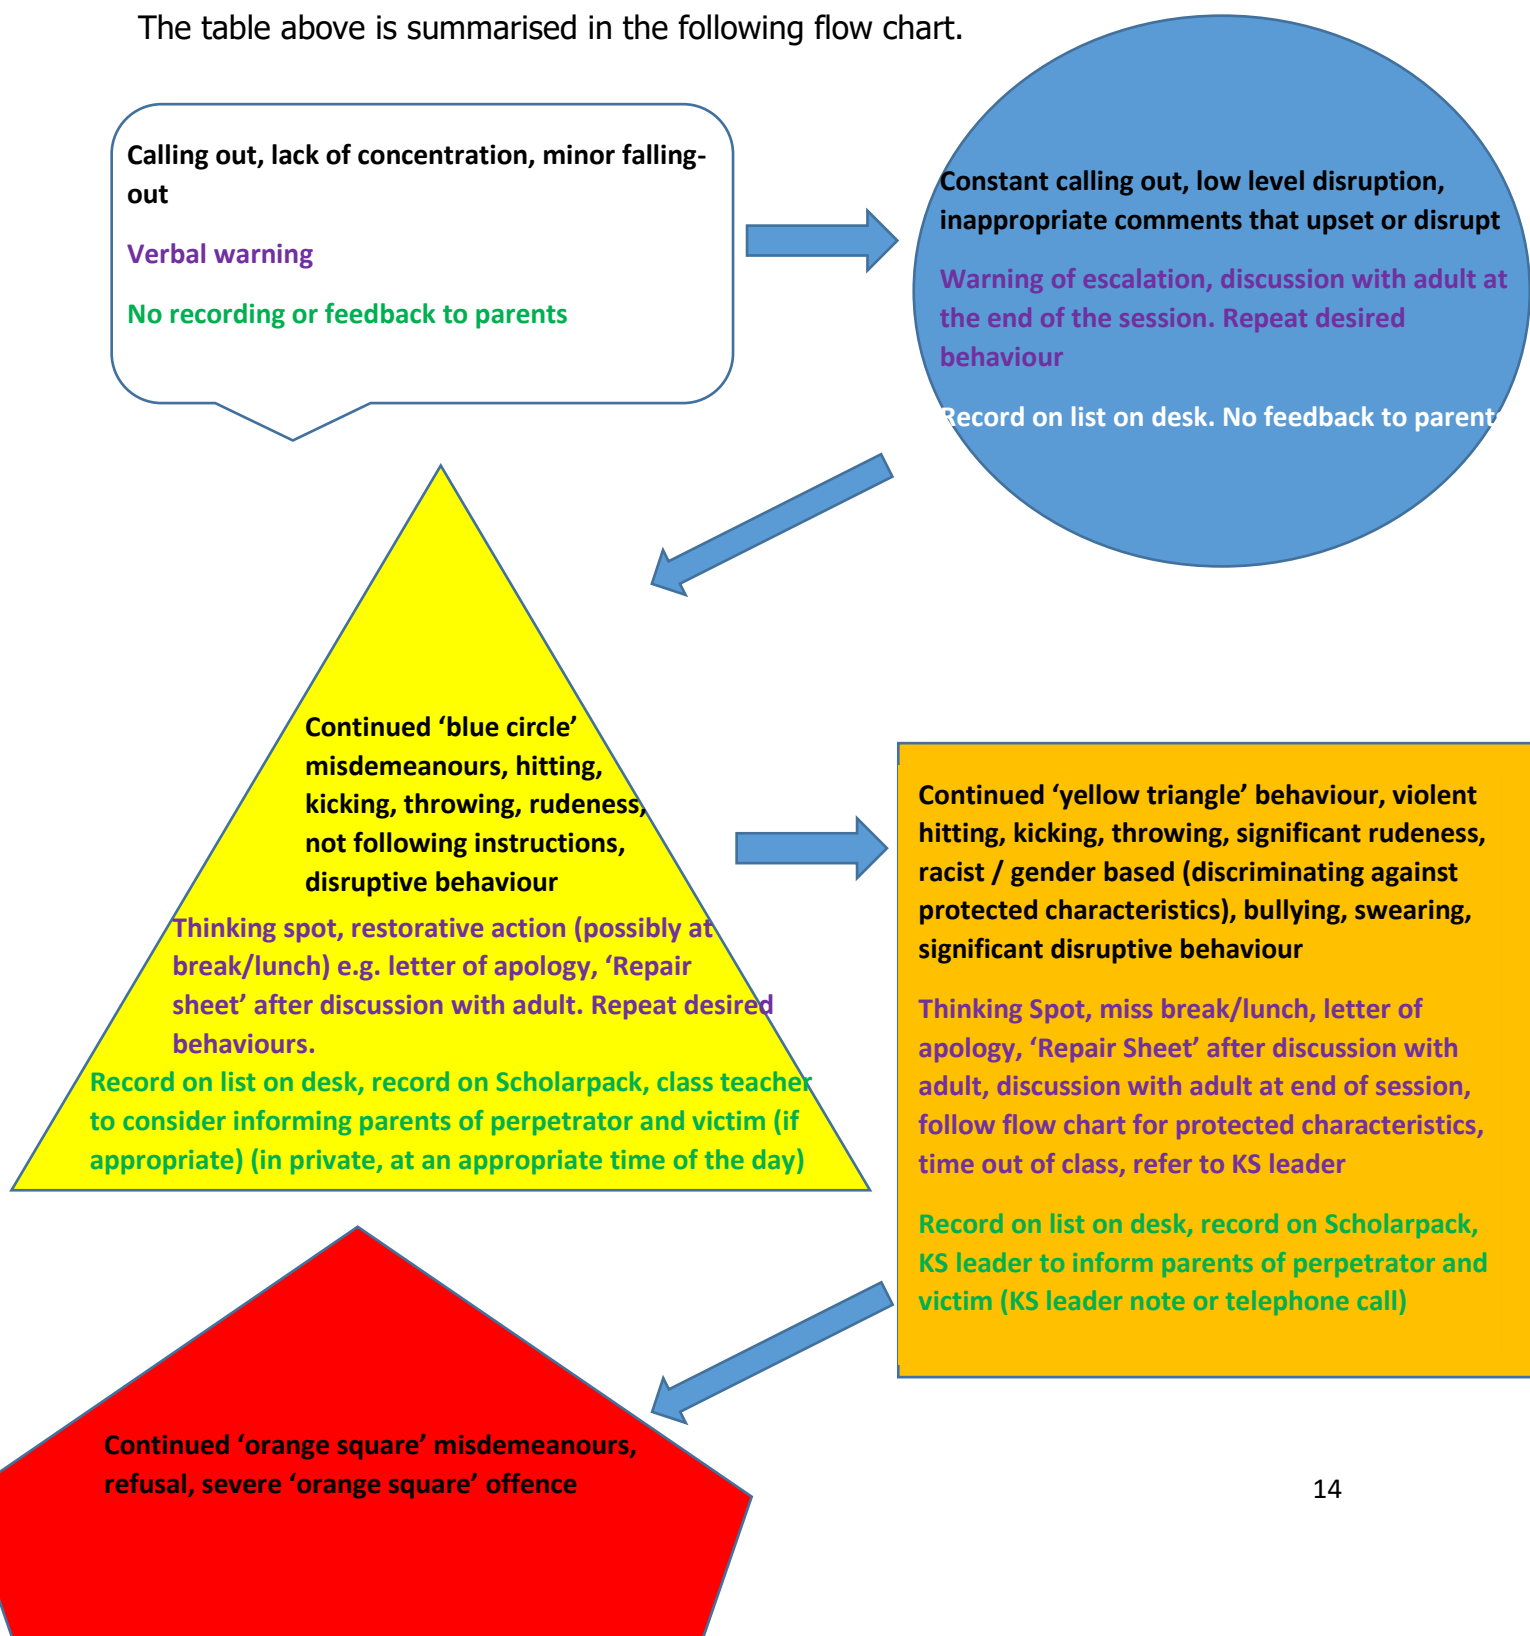 The table above is summarised in the following flow chart.
Calling out, lack of concentration, minor falling-
out
Verbal warning
No recording or feedback to parents
Constant calling out, low level disruption,
inappropriate comments that upset or disrupt
Warning of escalation, discussion with adult at
the end of the session. Repeat desired
behaviour
Record on list on desk. No feedback to parents
Continued ‘blue circle’
misdemeanours, hitting,
kicking, throwing, rudeness,
not following instructions,
disruptive behaviour
Thinking spot, restorative action (possibly at
break/lunch) e.g. letter of apology, ‘Repair
sheet’ after discussion with adult. Repeat desired
behaviours.
Record on list on desk, record on Scholarpack, class teacher
to consider informing parents of perpetrator and victim (if
appropriate) (in private, at an appropriate time of the day)
Continued ‘yellow triangle’ behaviour, violent
hitting, kicking, throwing, significant rudeness,
racist / gender based (discriminating against
protected characteristics), bullying, swearing,
significant disruptive behaviour
Thinking Spot, miss break/lunch, letter of
apology, ‘Repair Sheet’ after discussion with
adult, discussion with adult at end of session,
follow flow chart for protected characteristics,
time out of class, refer to KS leader
Record on list on desk, record on Scholarpack,
KS leader to inform parents of perpetrator and
victim (KS leader note or telephone call)
Continued ‘orange square’ misdemeanours,
refusal, severe ‘orange square’ offence
14